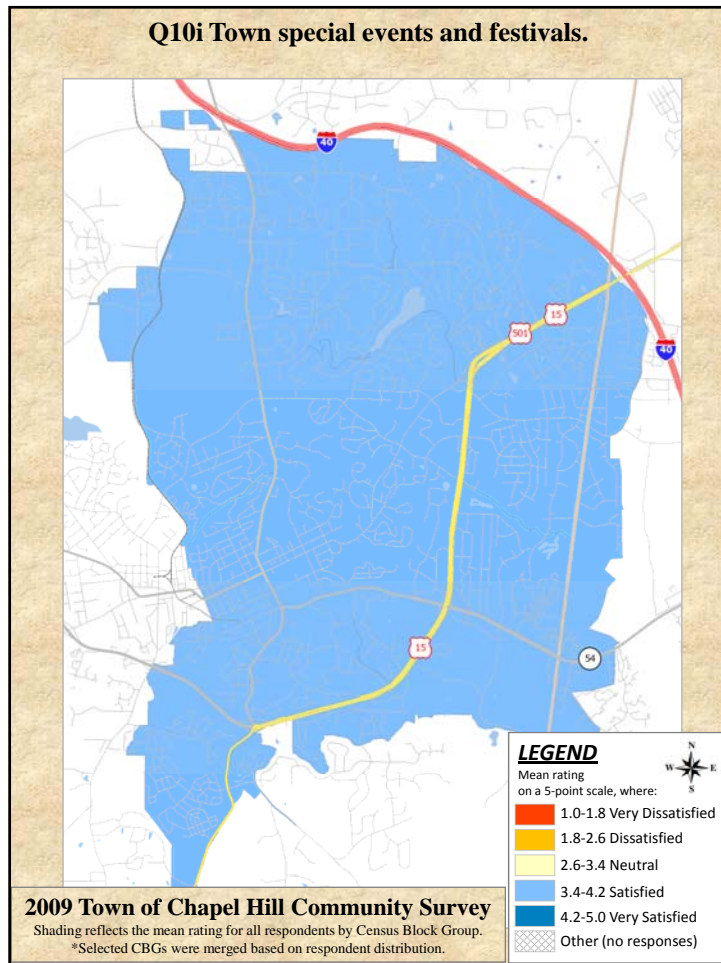 Q10i Town special events and festivals.
40
15
501
40
15
54
LEGEND
Mean rating
on a 5-point scale, where:
N
W E
S
1.0-1.8 Very Dissatisfied
1.8-2.6 Dissatisfied
2.6-3.4 Neutral
3.4-4.2 Satisfied
4.2-5.0 Very Satisfied
Other (no responses)
2009 Town of Chapel Hill Community Survey
Shading reflects the mean rating for all respondents by Census Block Group.
*Selected CBGs were merged based on respondent distribution.